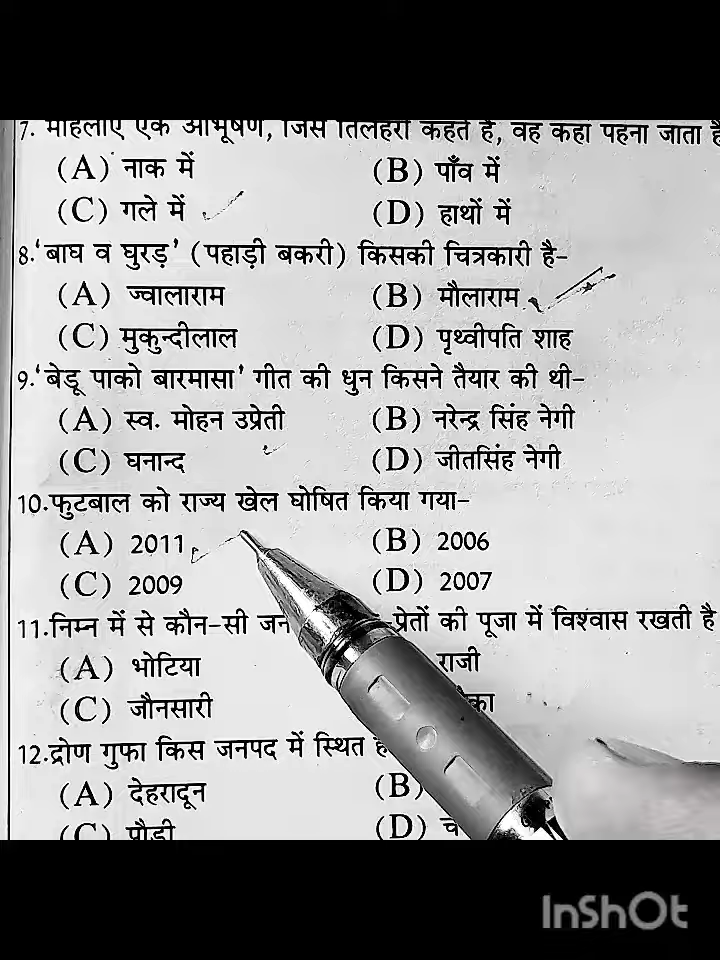 7. महिलाएं एक आभूषण, जिसे तिलहरी कहते हैं, वह कहाँ पहना जाता है
(A) नाक में (B) पाँव में
(C) गले में (D) हाथों में
8.‘बाघ व घुरड़’ (पहाड़ी बकरी) किसकी चित्रकारी है-
(A) ज्वालाराम (B) मौलाराम
(C) मुकुन्दीलाल (D) पृथ्वीपति शाह
9.‘बेडू पाको बारमासा’ गीत की धुन किसने तैयार की थी-
(A) स्व. मोहन उप्रेती (B) नरेन्द्र सिंह नेगी
(C) घनान्द (D) जीतसिंह नेगी
10.फुटबाल को राज्य खेल घोषित किया गया-
(A) 2011 (B) 2006
(C) 2009 (D) 2007
11.निम्न में से कौन-सी प्रेतों की पूजा में विश्वास रखती है
(A) भोटिया राजी
(C) जौनसारी
12.द्रोण गुफा किस जनपद में स्थित
(A) देहरादून (B)
(C) पौड़ी (D)
InShOt